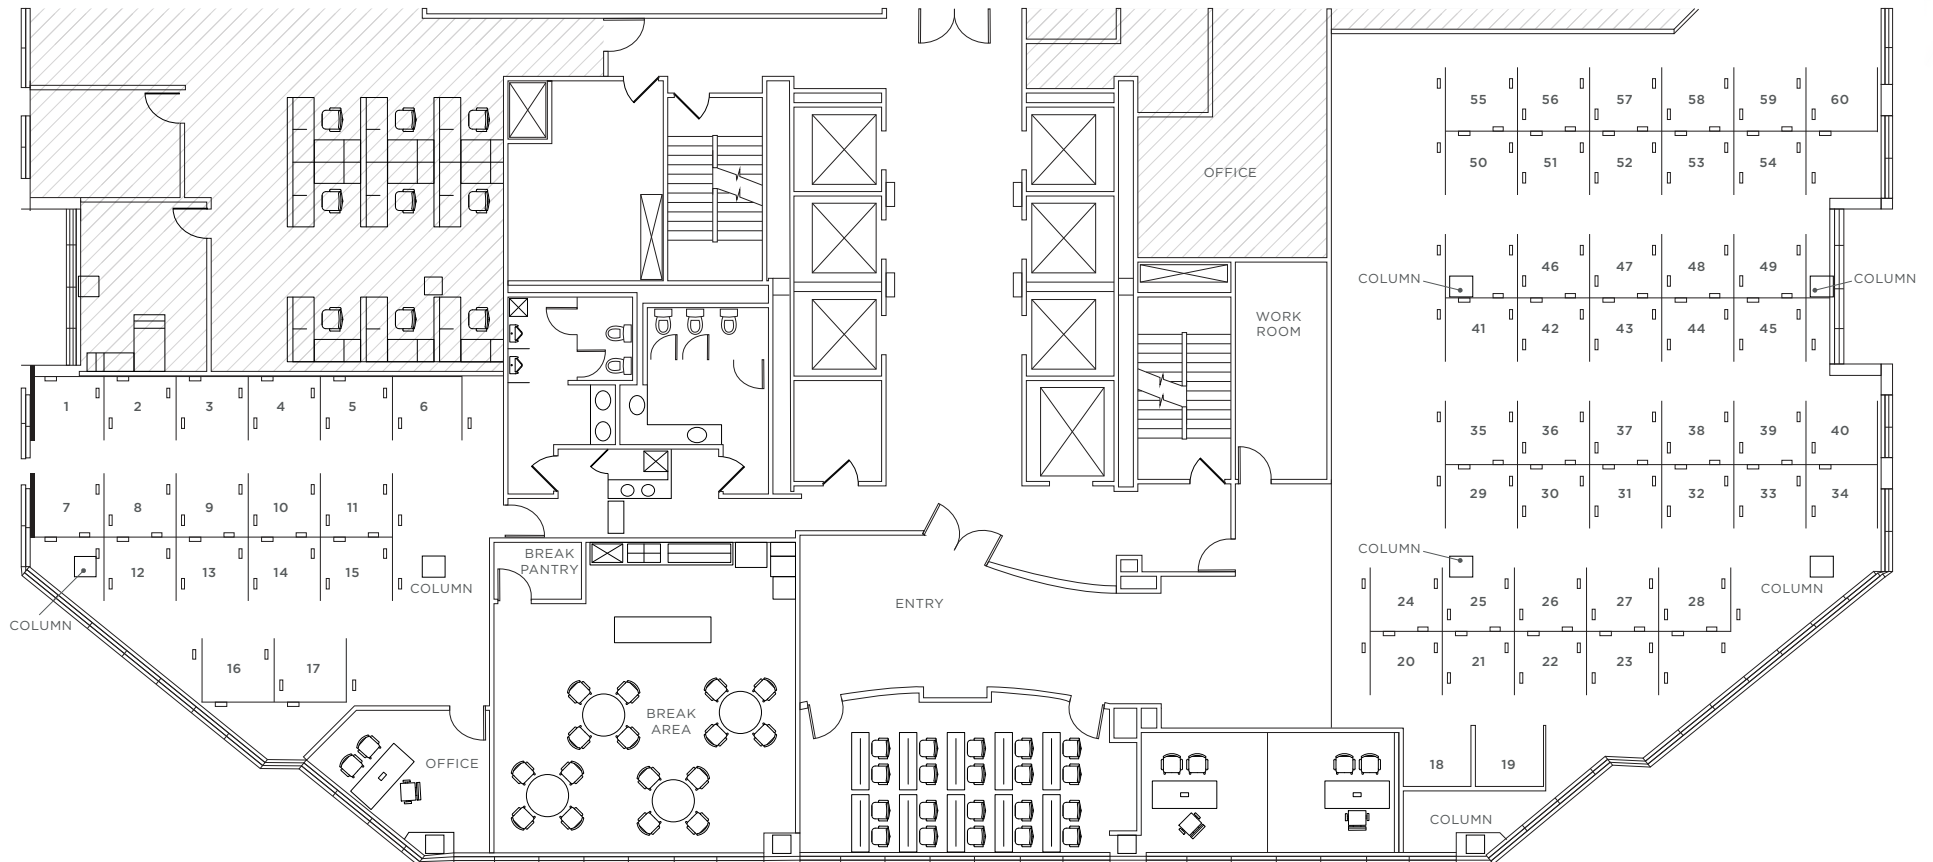 55 56 57 58 59 60
50 51 52 53 54
OFFICE
COLUMN
46 47 48 49
COLUMN
WORK
ROOM
41 42 43 44 45
1 2 3 4 5 6
35 36 37 38 39 40
7 8 9 10 11
29 30 31 32 33 34
COLUMN
BREAK
PANTRY
12 13 14 15
COLUMN
COLUMN
ENTRY
24 25 26 27 28
COLUMN
COLUMN
16 17
20 21 22 23
BREAK
AREA
OFFICE
18 19
COLUMN